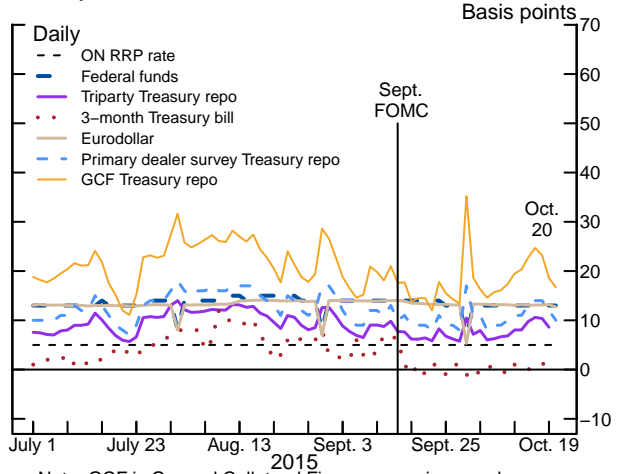 Basis points
Daily
ON RRP rate
Federal funds
Triparty Treasury repo
3−month Treasury bill
Eurodollar
Primary dealer survey Treasury repo
GCF Treasury repo
Sept.
FOMC
Oct.
20
70
60
50
40
30
20
10
0
−10
July 1 July 23 Aug. 13 Sept. 3 Sept. 25 Oct. 19
2015